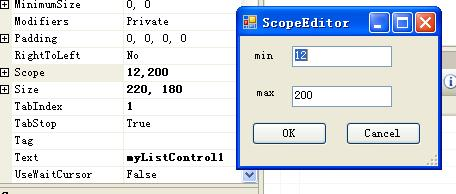 MinimumSize 0, 0
Modifiers Private
Padding 0, 0, 0, 0
RightToLeft No
Scope 12,200
Size 220, 180
TabIndex 1
TabStop True
Tag
Text myListControl1
UseWaitCursor False
ScopeEditor
min 12
max 200
OK Cancel